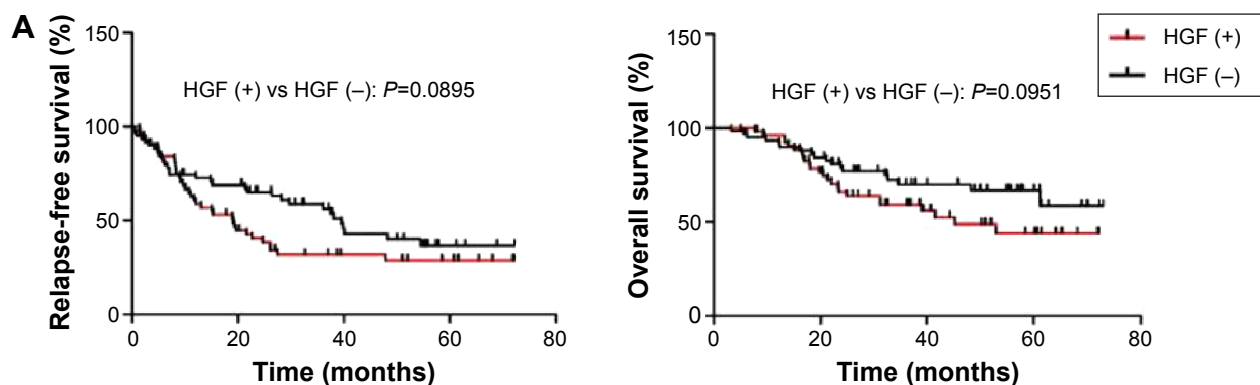 A
Relapse-free survival (%)
150
100
50
0
HGF (+) vs HGF (–): P=0.0895
0 20 40 60 80
Time (months)
Overall survival (%)
150
100
50
0
HGF (+) vs HGF (–): P=0.0951
0 20 40 60 80
Time (months)
HGF (+)
HGF (–)